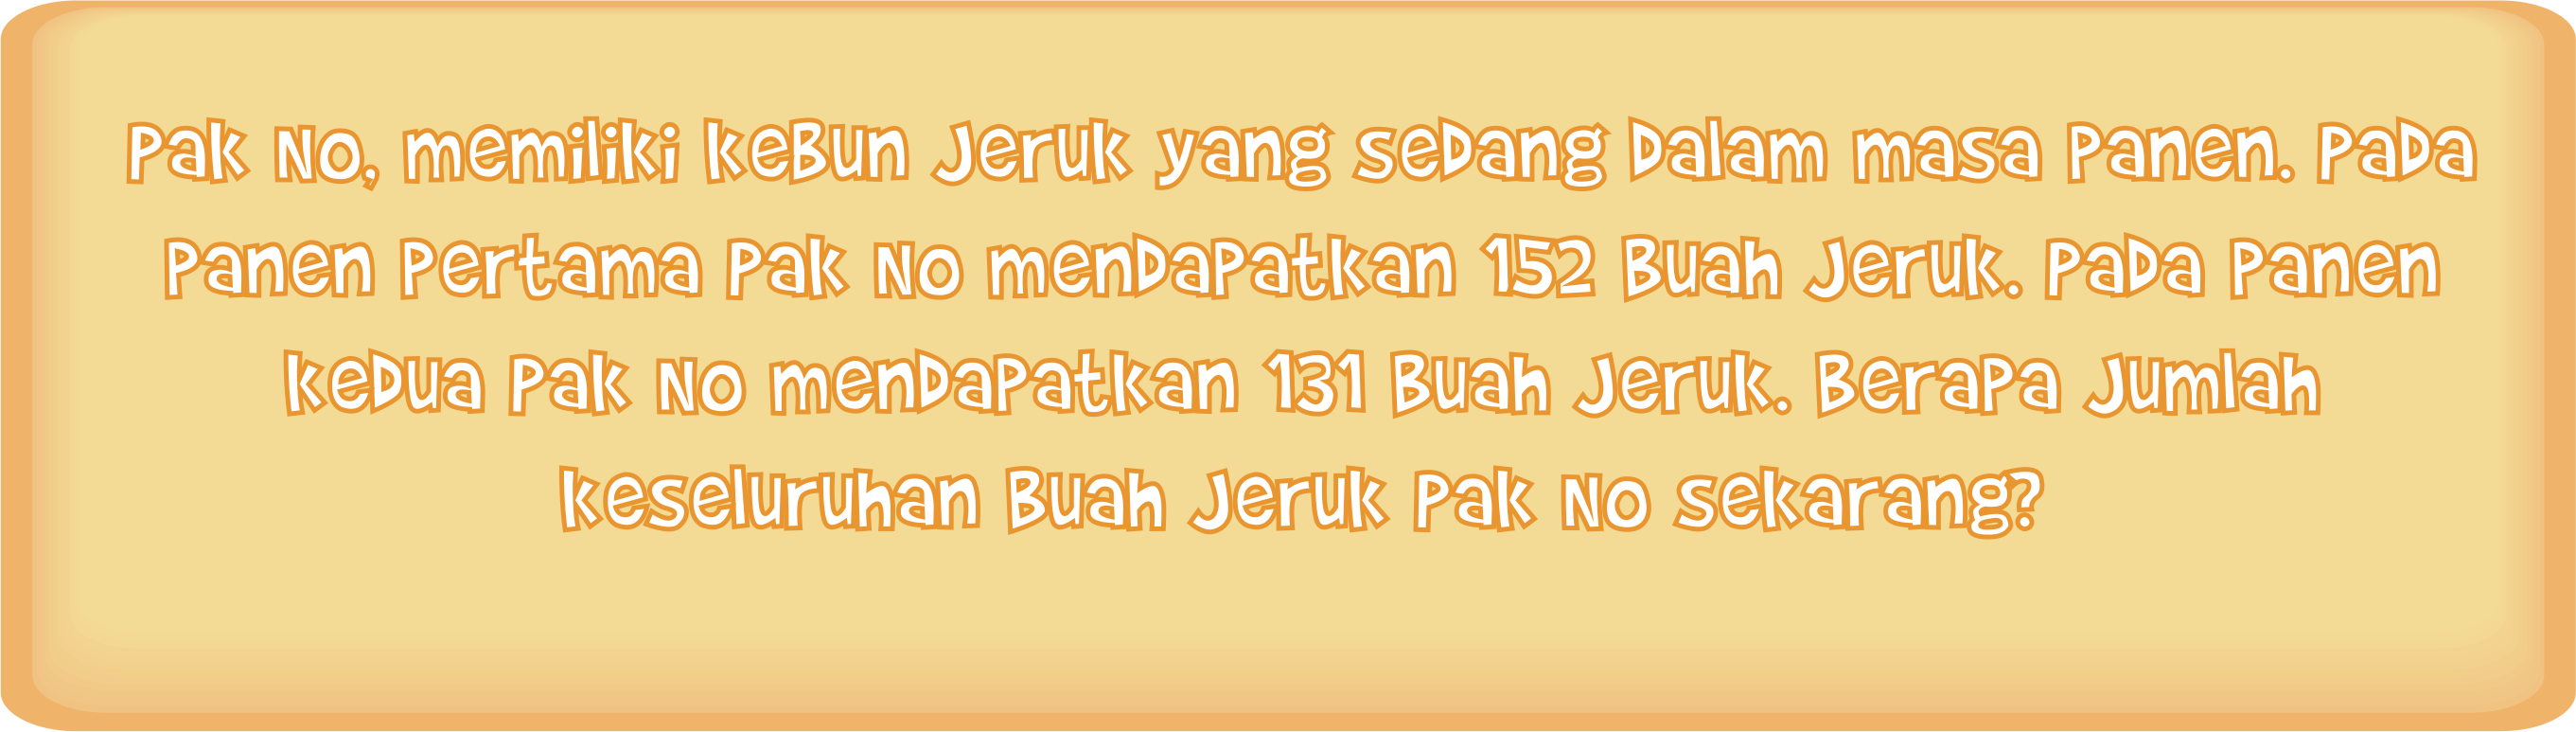 Pak No, memiliki kebun jeruk yang sedang dalam masa panen. Pada
panen pertama Pak No mendapatkan 152 buah jeruk. Pada panen
kedua Pak No mendapatkan 131 buah jeruk. Berapa jumlah
keseluruhan buah jeruk Pak No sekarang?